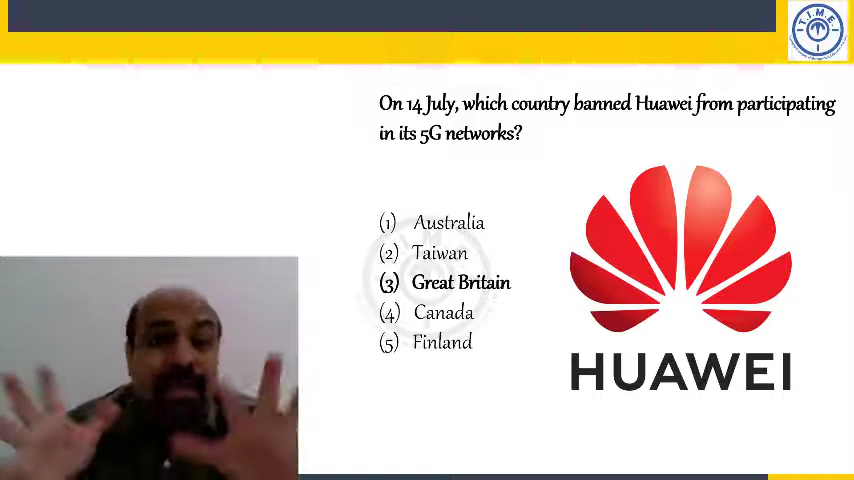 T.I.M.E.I
On 14 July, which country banned Huawei from participating
in its 5G networks?
(1) Australia
(2) Taiwan
(3) Great Britain
(4) Canada
(5) Finland
HUAWEI